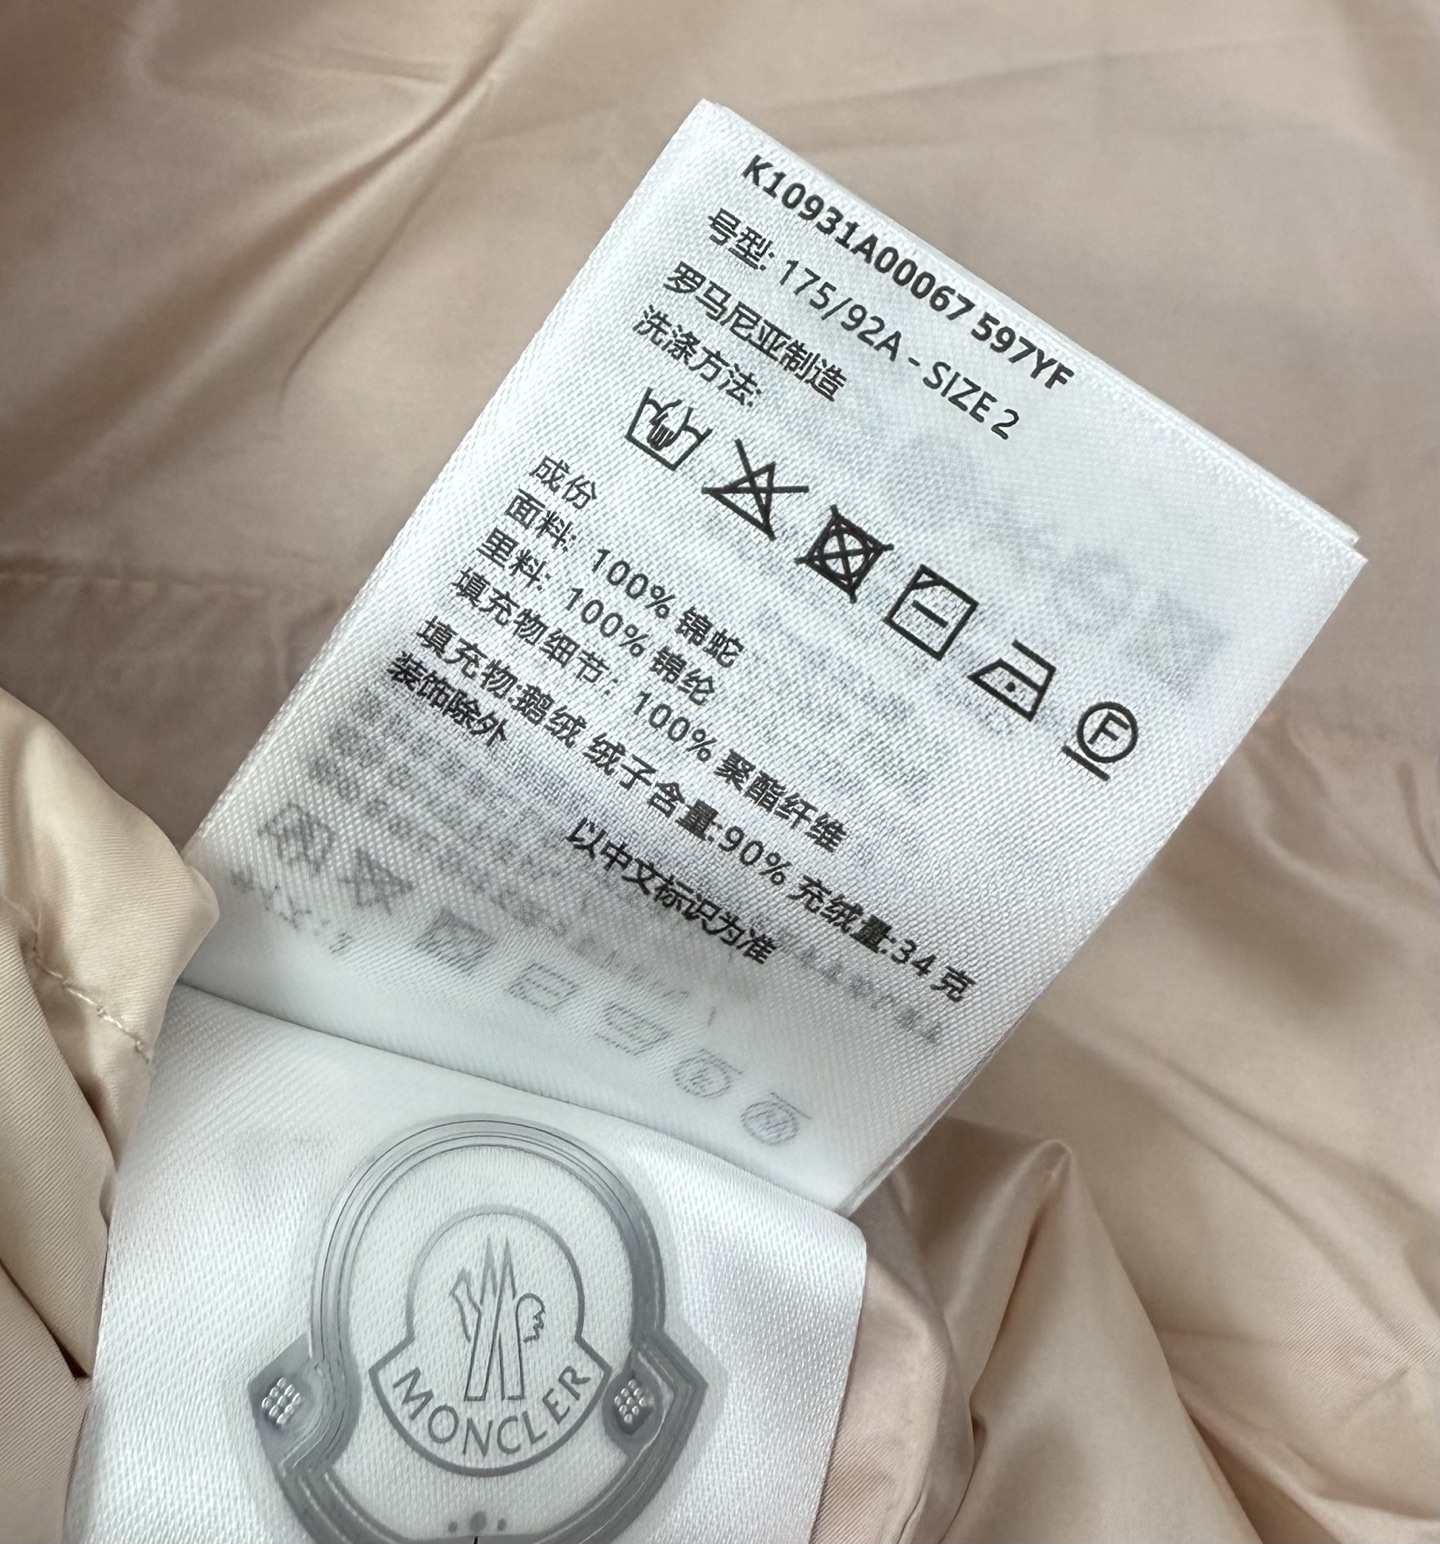 K10931A00067 597YF
号型: 175/92A - SIZE 2
罗马尼亚制造
洗涤方法:
F
成份
面料: 100% 锦蛇
里料: 100% 锦纶
填充物细节: 100% 聚酯纤维
填充物:鹅绒 绒子含量:90% 充绒量:34 克
装饰除外
以中文标识为准
MONCLER